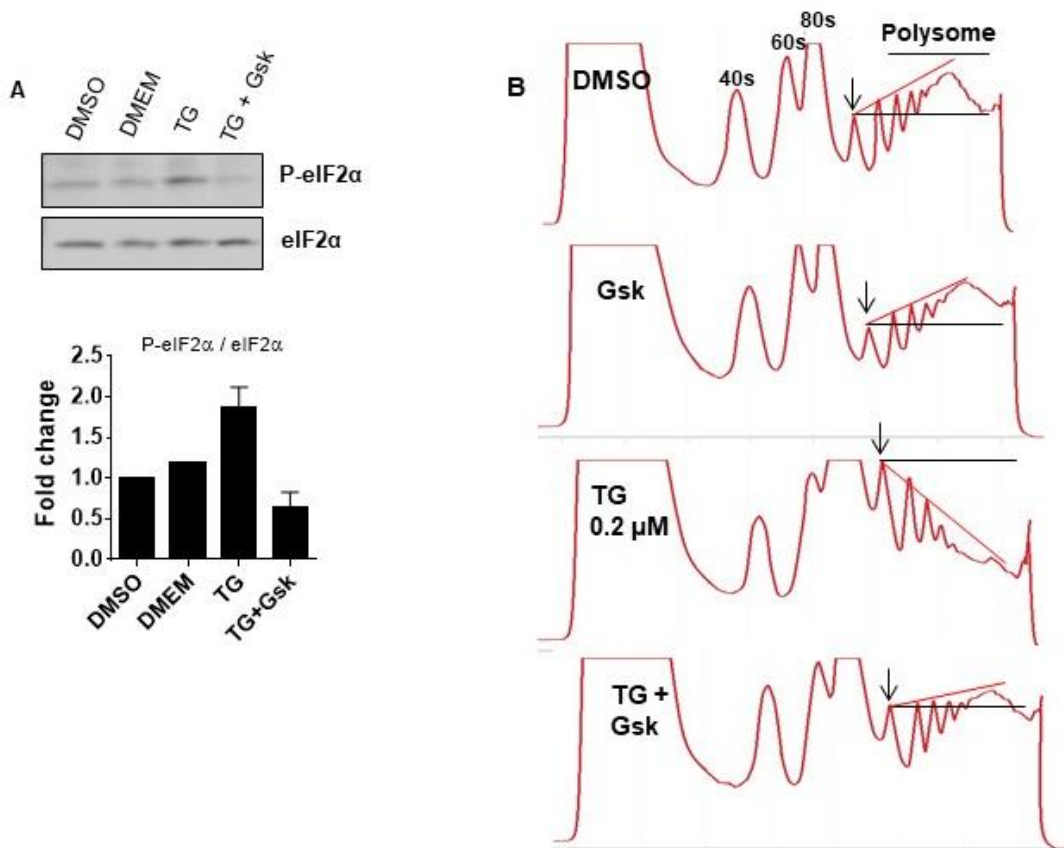 A
DMSO
DMEM
TG
TG + Gsk
P-eIF2α
eIF2α
P-eIF2α / eIF2α
Fold change
2.5
2.0
1.5
1.0
0.5
0.0
DMSO
DMEM
TG
TG+Gsk
B
DMSO
40s
60s
80s
Polysome
Gsk
TG
0.2 µM
TG +
Gsk